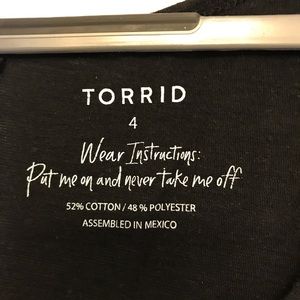 TORRID
4
Wear Instructions:
Put me on and never take me off
52% COTTON / 48 % POLYESTER
ASSEMBLED IN MEXICO